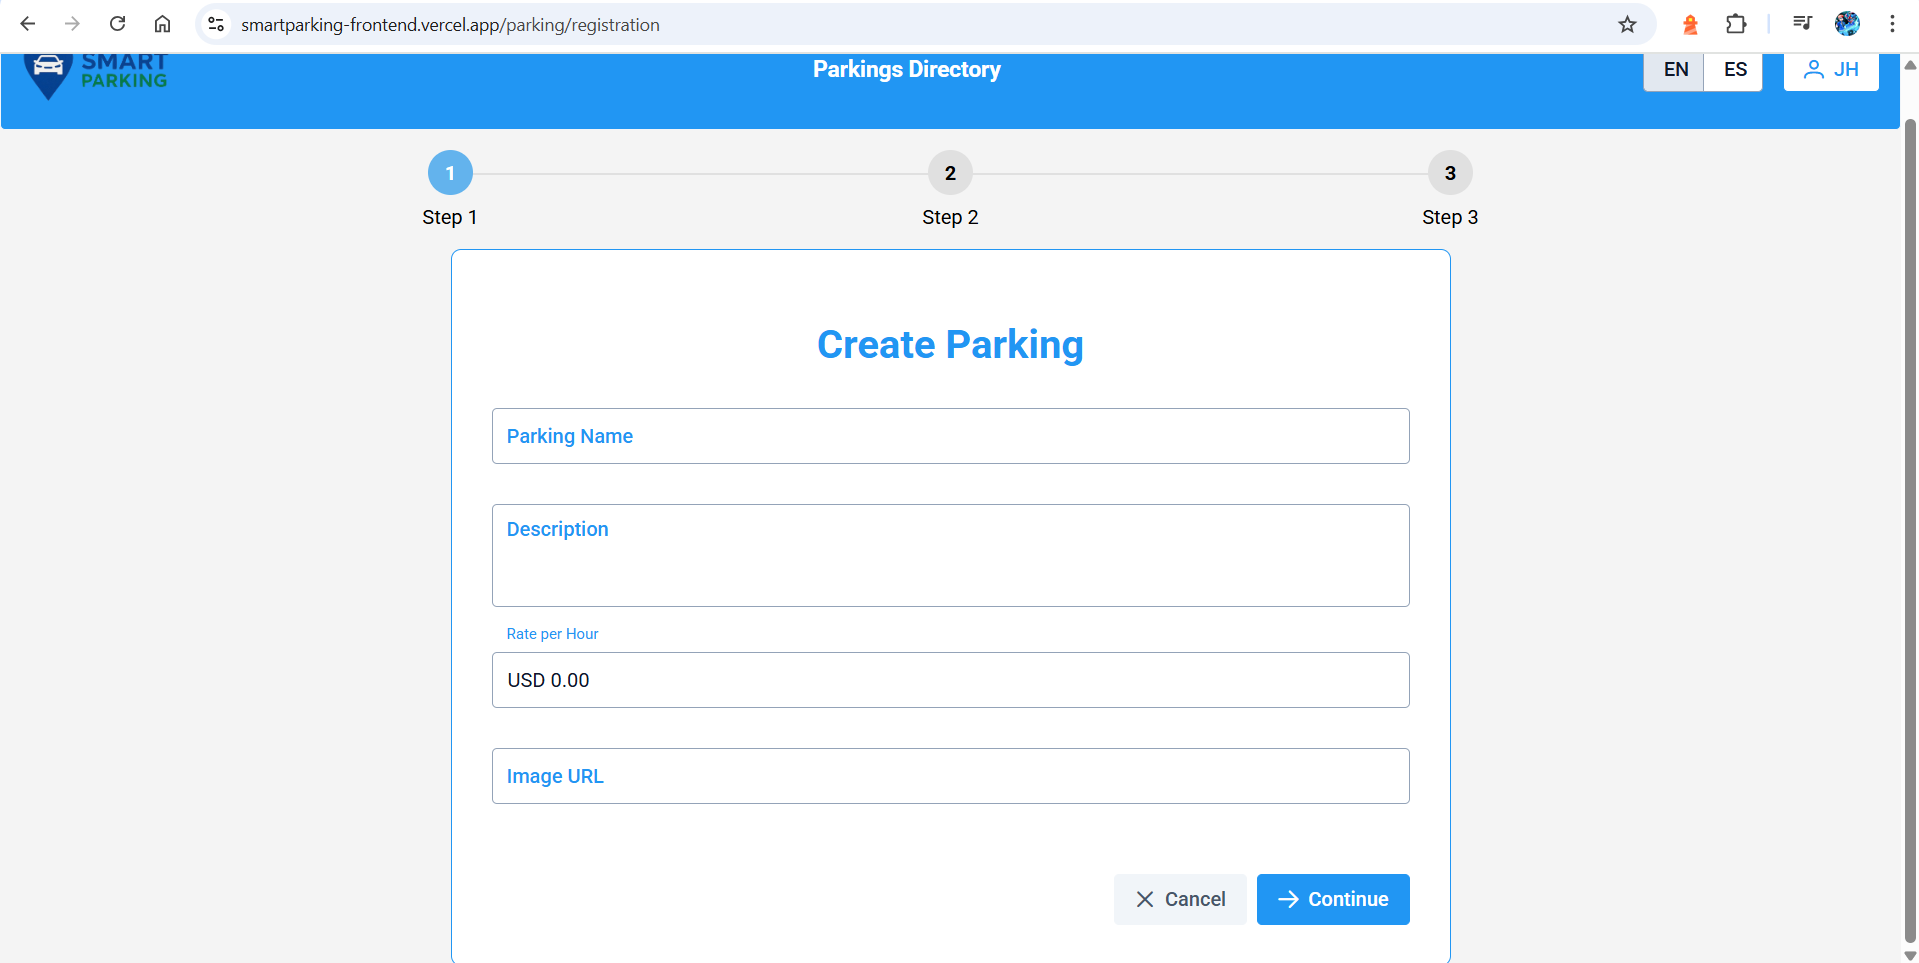 smartparking-frontend.vercel.app/parking/registration
SMART
PARKING
Parkings Directory
EN
ES
JH
1
2
3
Step 1
Step 2
Step 3
Create Parking
Parking Name
Description
Rate per Hour
USD 0.00
Image URL
Cancel
Continue